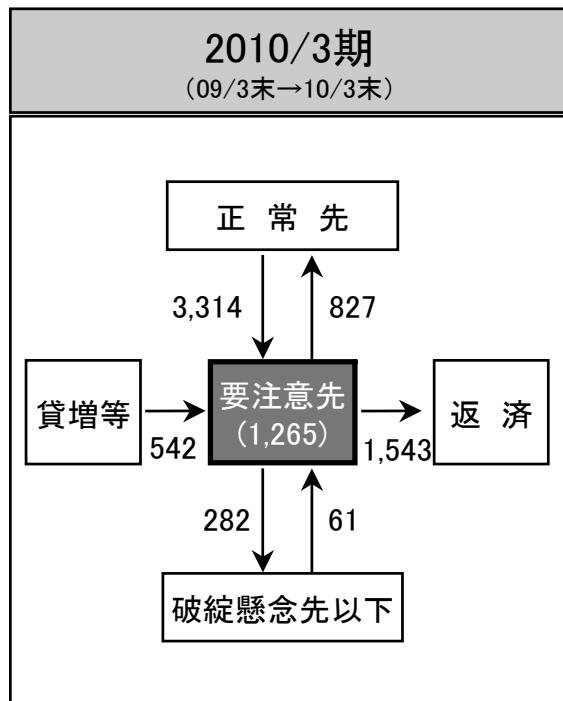 2010/3期
（09/3末→10/3末）
正 常 先
3,314
827
貸増等
542
要注意先
（1,265）
1,543
返 済
282
61
破綻懸念先以下